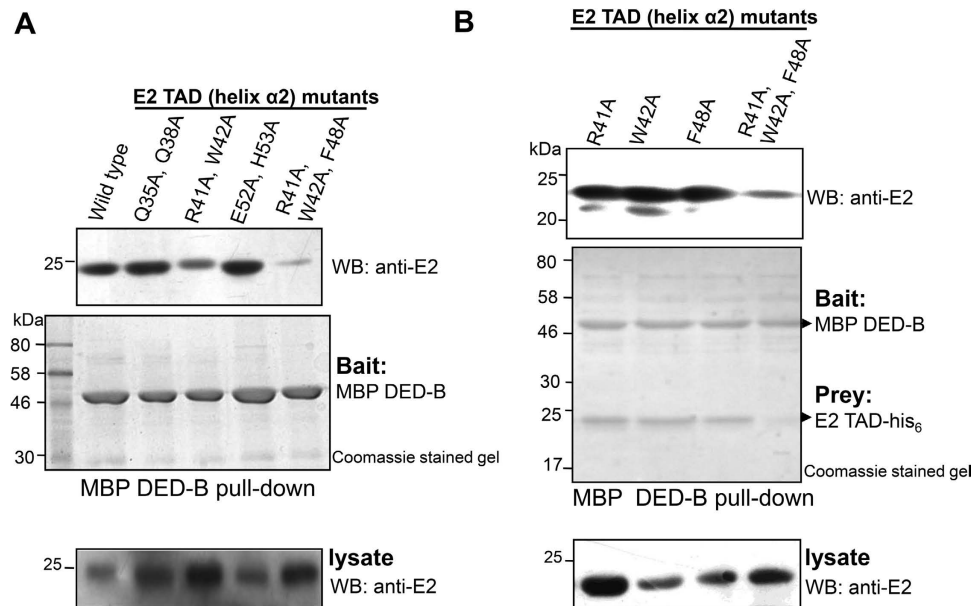 A
E2 TAD (helix α2) mutants
Wild type
Q35A, Q38A
R41A, W42A
E52A, H53A
R41A,
W42A, F48A
25
WB: anti-E2
kDa
80
58
46
30
Bait:
MBP DED-B
Coomassie stained gel
MBP DED-B pull-down
25
lysate
WB: anti-E2
B
E2 TAD (helix α2) mutants
R41A
W42A
F48A
R41A,
W42A, F48A
kDa
25
20
WB: anti-E2
80
58
46
30
25
17
Bait:
MBP DED-B
Prey:
E2 TAD-his₆
Coomassie stained gel
MBP DED-B pull-down
25
lysate
WB: anti-E2